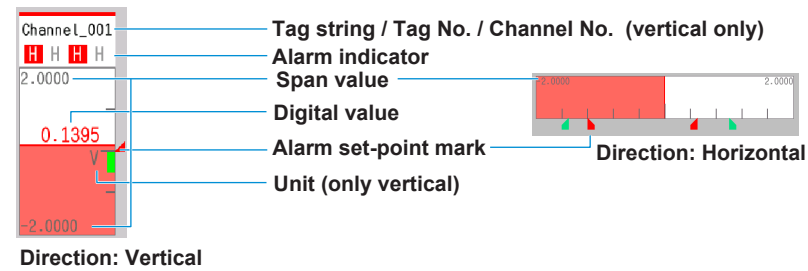 Channel_001
H H H H
2.0000
0.1395
V
-2.0000
Direction: Vertical
Tag string / Tag No. / Channel No. (vertical only)
Alarm indicator
Span value
Digital value
Alarm set-point mark
Unit (only vertical)
-2.0000 2.0000
Direction: Horizontal